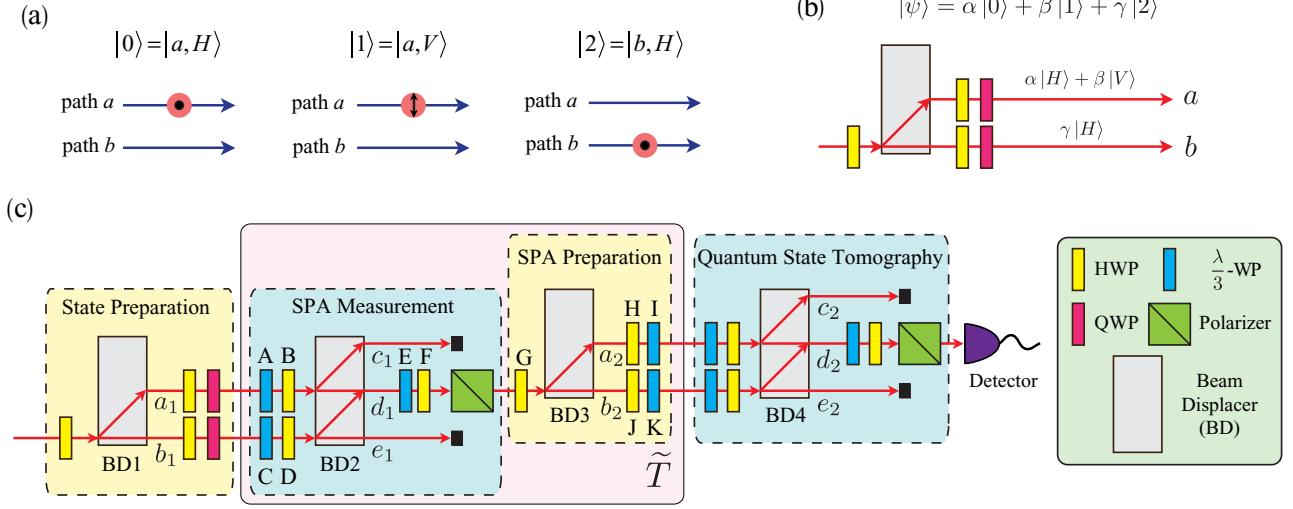 (a)
|0⟩=|a,H⟩
|1⟩=|a,V⟩
|2⟩=|b,H⟩
path a
path b
path a
path b
path a
path b
(b)
|ψ⟩ = α|0⟩ + β|1⟩ + γ|2⟩
α|H⟩ + β|V⟩
a
γ|H⟩
b
(c)
State Preparation
SPA Measurement
SPA Preparation
Quantum State Tomography
a₁
b₁
BD1
A B
C D
c₁
d₁
e₁
BD2
E F
G
BD3
H I
a₂
b₂
J K
T̃
c₂
d₂
e₂
BD4
Detector
HWP
λ/3-WP
QWP
Polarizer
Beam
Displacer
(BD)